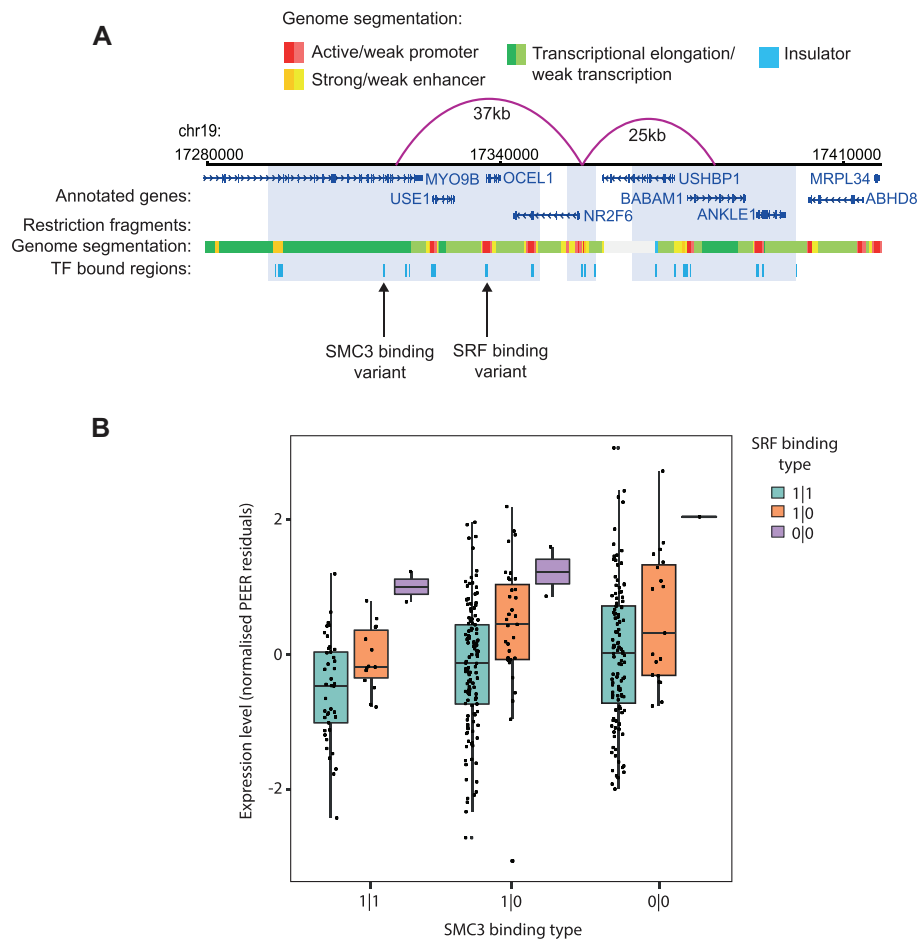 A
Genome segmentation:
Active/weak promoter
Strong/weak enhancer
Transcriptional elongation/
weak transcription
Insulator
37kb
25kb
chr19:
17280000
17340000
17410000
Annotated genes:
MYO9B
OCEL1
USHBP1
MRPL34
USE1
BABAM1
ABHD8
NR2F6
ANKLE1
Restriction fragments:
Genome segmentation:
TF bound regions:
SMC3 binding
variant
SRF binding
variant
B
SRF binding
type
1|1
1|0
0|0
Expression level (normalised PEER residuals)
2
0
-2
1|1
1|0
0|0
SMC3 binding type